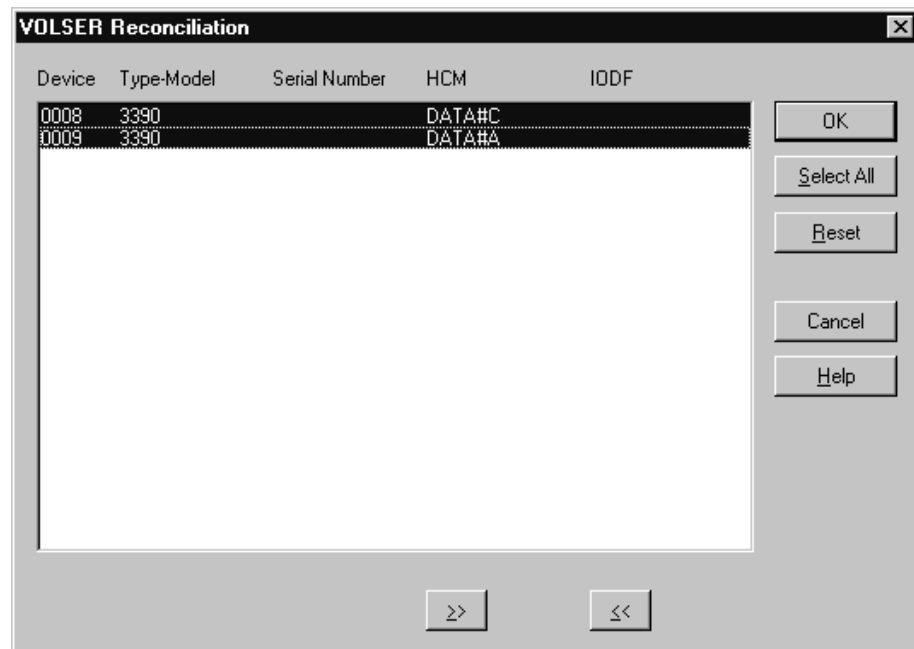 VOLSER Reconciliation
Device Type-Model Serial Number HCM IODF
0008 3390 DATA#C
0009 3390 DATA#A
OK
Select All
Reset
Cancel
Help
>> <<